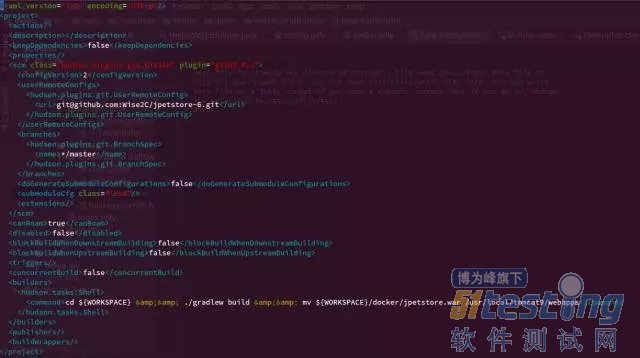 <?xml version='1.0' encoding='UTF-8'?>
<project>
<actions/>
<description></description>
<keepDependencies>false</keepDependencies>
<properties/>
<scm class="hudson.plugins.git.GitSCM" plugin=
<configVersion>2</configVersion>
<userRemoteConfigs>
<hudson.plugins.git.UserRemoteConfig>
<url>git@github.com:Wise2C/jpetstore-6.git</url>
</hudson.plugins.git.UserRemoteConfig>
</userRemoteConfigs>
<branches>
<hudson.plugins.git.BranchSpec>
<name>*/master</name>
</hudson.plugins.git.BranchSpec>
</branches>
<doGenerateSubmoduleConfigurations>false</doGenerateSubmoduleConfigurations>
<submoduleCfg class="list"/>
<extensions/>
</scm>
<canRoam>true</canRoam>
<disabled>false</disabled>
<blockBuildWhenDownstreamBuilding>false</blockBuildWhenDownstreamBuilding>
<blockBuildWhenUpstreamBuilding>false</blockBuildWhenUpstreamBuilding>
<triggers/>
<concurrentBuild>false</concurrentBuild>
<builders>
<hudson.tasks.Shell>
<command>cd ${WORKSPACE} &amp;&amp; ./gradlew build &amp;&amp; mv ${WORKSPACE}/docker/jpetstore.war /usr/local/tomcat9/webapps</command>
</hudson.tasks.Shell>
</builders>
<publishers/>
<buildWrappers/>
</project>
博为峰旗下
51testing
软件测试网